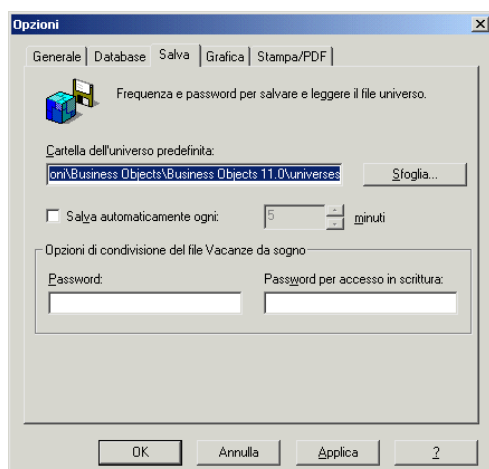 Opzioni
Generale Database Salva Grafica Stampa/PDF
Frequenza e password per salvare e leggere il file universo.
Cartella dell'universo predefinita:
oni\Business Objects\Business Objects 11.0\universes Sfoglia...
Salva automaticamente ogni: 5 minuti
Opzioni di condivisione del file Vacanze da sogno
Password: Password per accesso in scrittura:
OK Annulla Applica ?